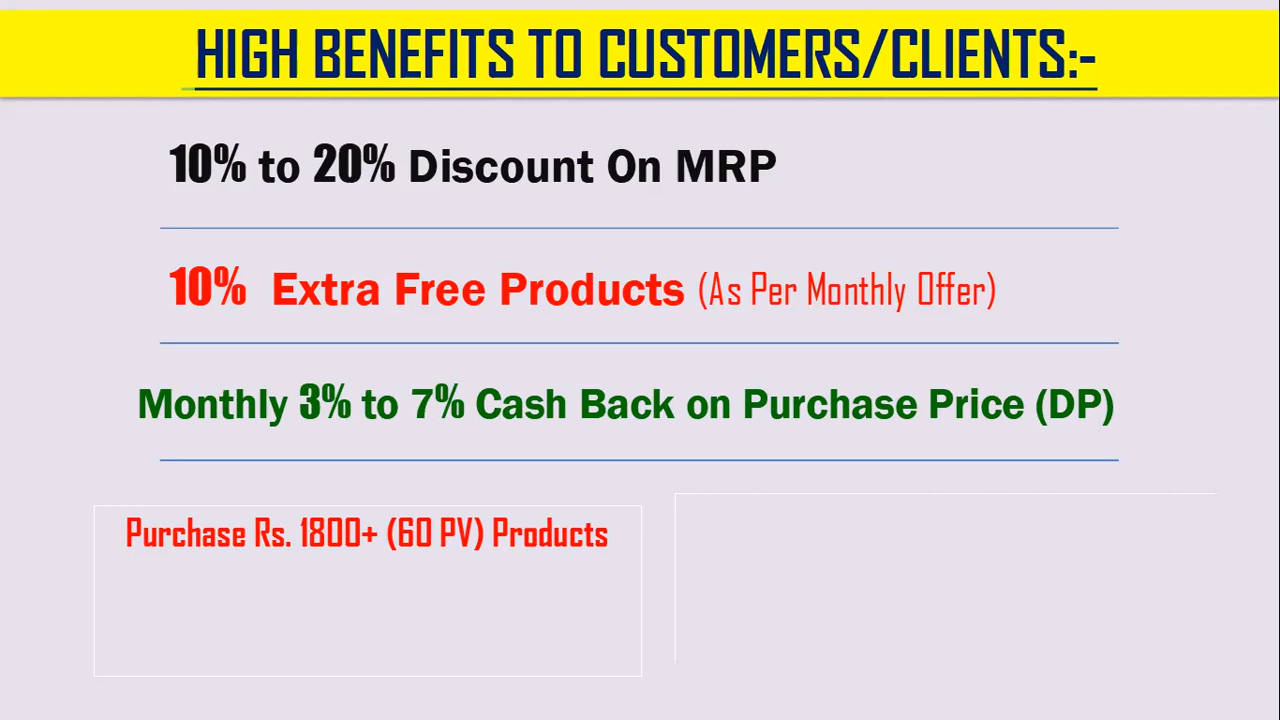 HIGH BENEFITS TO CUSTOMERS/CLIENTS:-
10% to 20% Discount On MRP
10% Extra Free Products (As Per Monthly Offer)
Monthly 3% to 7% Cash Back on Purchase Price (DP)
Purchase Rs. 1800+ (60 PV) Products